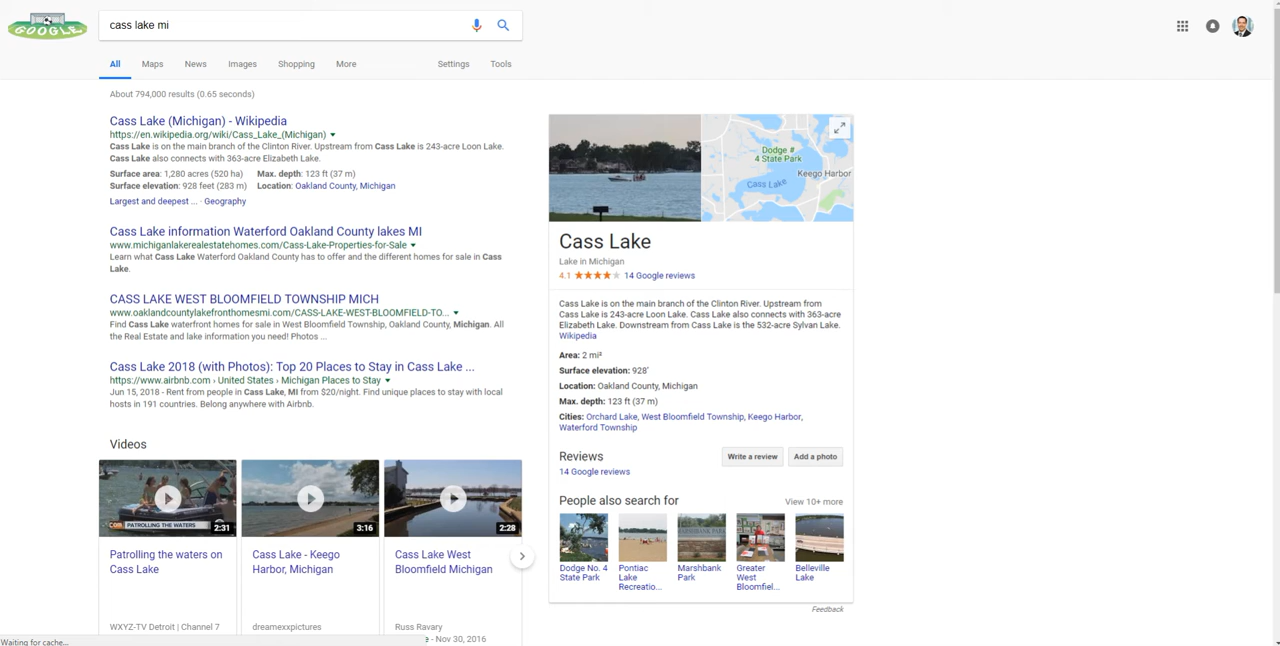 GOOGLE
cass lake mi
All Maps News Images Shopping More Settings Tools
About 794,000 results (0.65 seconds)
Cass Lake (Michigan) - Wikipedia
https://en.wikipedia.org/wiki/Cass_Lake_(Michigan)
Cass Lake is on the main branch of the Clinton River. Upstream from Cass Lake is 243-acre Loon Lake.
Cass Lake also connects with 363-acre Elizabeth Lake.
Surface area: 1,280 acres (520 ha) Max. depth: 123 ft (37 m)
Surface elevation: 928 feet (283 m) Location: Oakland County, Michigan
Largest and deepest ... · Geography
Cass Lake information Waterford Oakland County lakes MI
www.michiganlakerealestatehomes.com/Cass-Lake-Properties-for-Sale
Learn what Cass Lake Waterford Oakland County has to offer and the different homes for sale in Cass
Lake.
CASS LAKE WEST BLOOMFIELD TOWNSHIP MICH
www.oaklandcountylakefronthomesmi.com/CASS-LAKE-WEST-BLOOMFIELD-TO...
Find Cass Lake waterfront homes for sale in West Bloomfield Township, Oakland County, Michigan. All
the Real Estate and lake information you need! Photos ...
Cass Lake 2018 (with Photos): Top 20 Places to Stay in Cass Lake ...
https://www.airbnb.com › United States › Michigan Places to Stay
Jun 15, 2018 - Rent from people in Cass Lake, MI from $20/night. Find unique places to stay with local
hosts in 191 countries. Belong anywhere with Airbnb.
Videos
PATROLLING THE WATERS
2:31
3:16
2:28
Patrolling the waters on
Cass Lake
Cass Lake - Keego
Harbor, Michigan
Cass Lake West
Bloomfield Michigan
WXYZ-TV Detroit | Channel 7
dreamexxpictures
Russ Ravary
e - Nov 30, 2016
Waiting for cache...
Dodge #
4 State Park
Keego Harbor
Cass Lake
Cass Lake
Lake in Michigan
4.1 14 Google reviews
Cass Lake is on the main branch of the Clinton River. Upstream from
Cass Lake is 243-acre Loon Lake. Cass Lake also connects with 363-acre
Elizabeth Lake. Downstream from Cass Lake is the 532-acre Sylvan Lake.
Wikipedia
Area: 2 mi²
Surface elevation: 928′
Location: Oakland County, Michigan
Max. depth: 123 ft (37 m)
Cities: Orchard Lake, West Bloomfield Township, Keego Harbor,
Waterford Township
Reviews
Write a review Add a photo
14 Google reviews
People also search for
View 10+ more
Dodge No. 4
State Park
Pontiac
Lake
Recreatio...
Marshbank
Park
Greater
West
Bloomfiel...
Belleville
Lake
Feedback